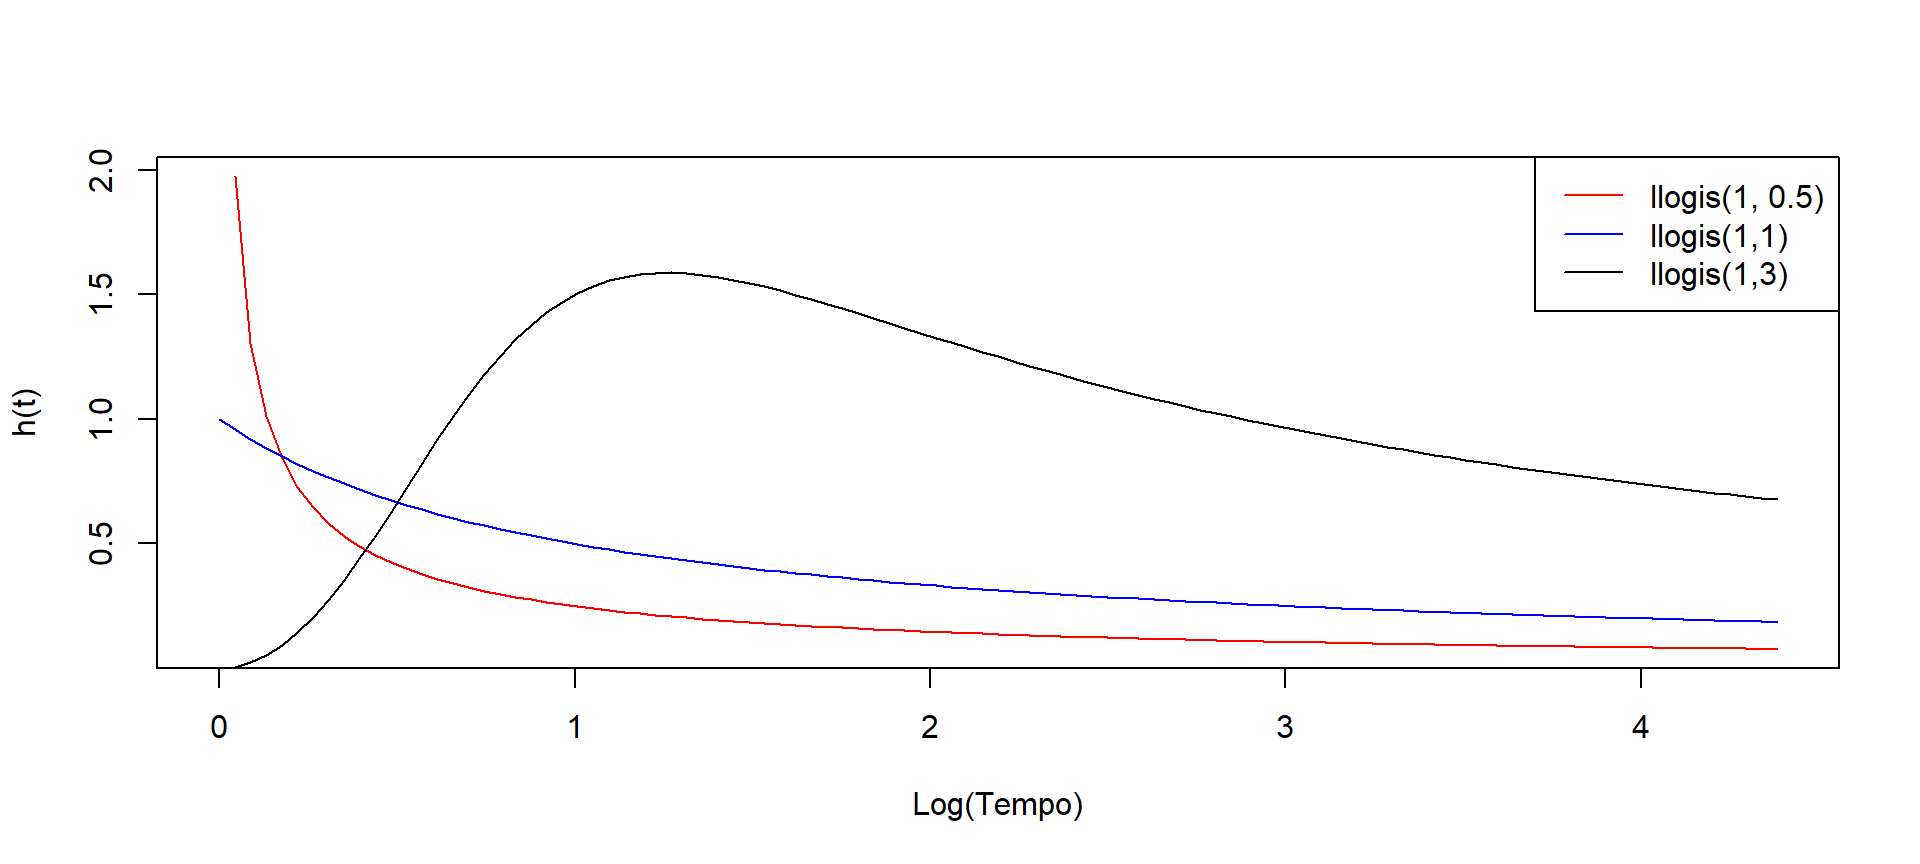 llogis(1, 0.5)
llogis(1,1)
llogis(1,3)
h(t)
2.0
1.5
1.0
0.5
0 1 2 3 4
Log(Tempo)